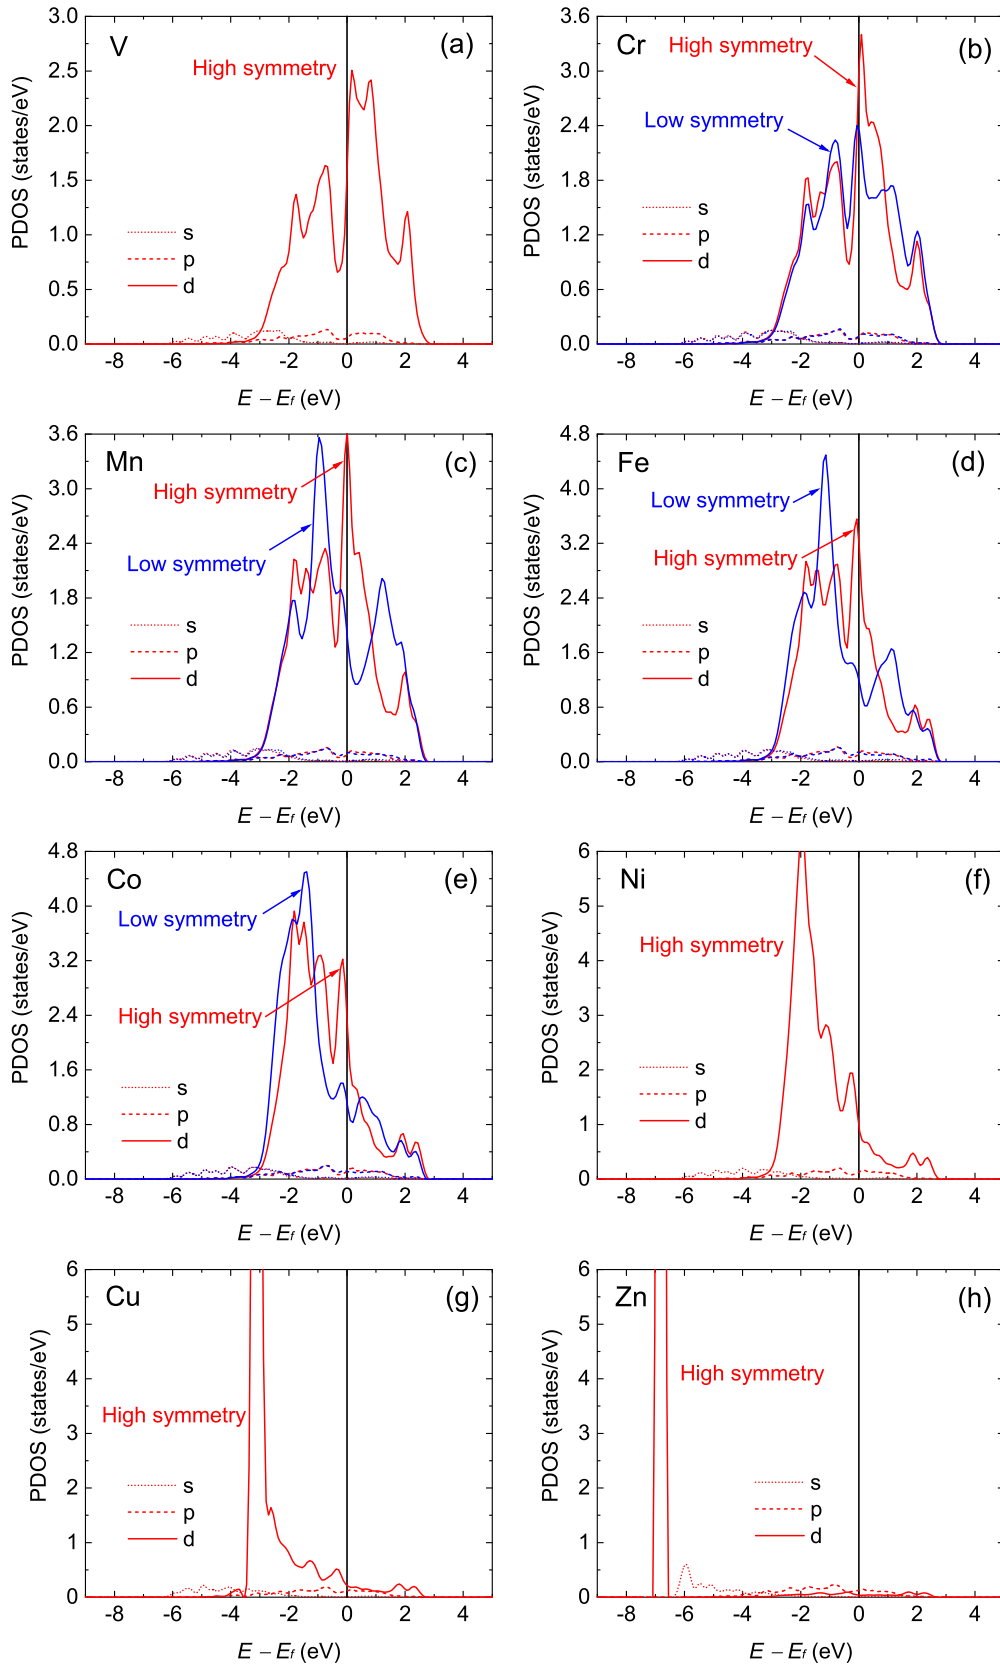 V
(a)
High symmetry
s
p
d
3.0
2.5
2.0
1.5
1.0
0.5
0.0
PDOS (states/eV)
-8 -6 -4 -2 0 2 4
E – Ef (eV)
Cr
(b)
High symmetry
Low symmetry
s
p
d
3.6
3.0
2.4
1.8
1.2
0.6
0.0
PDOS (states/eV)
-8 -6 -4 -2 0 2 4
E – Ef (eV)
Mn
(c)
High symmetry
Low symmetry
s
p
d
3.6
3.0
2.4
1.8
1.2
0.6
0.0
PDOS (states/eV)
-8 -6 -4 -2 0 2 4
E – Ef (eV)
Fe
(d)
Low symmetry
High symmetry
s
p
d
4.8
4.0
3.2
2.4
1.6
0.8
0.0
PDOS (states/eV)
-8 -6 -4 -2 0 2 4
E – Ef (eV)
Co
(e)
Low symmetry
High symmetry
s
p
d
4.8
4.0
3.2
2.4
1.6
0.8
0.0
PDOS (states/eV)
-8 -6 -4 -2 0 2 4
E – Ef (eV)
Ni
(f)
High symmetry
s
p
d
6
5
4
3
2
1
0
PDOS (states/eV)
-8 -6 -4 -2 0 2 4
E – Ef (eV)
Cu
(g)
High symmetry
s
p
d
6
5
4
3
2
1
0
PDOS (states/eV)
-8 -6 -4 -2 0 2 4
E – Ef (eV)
Zn
(h)
High symmetry
s
p
d
6
5
4
3
2
1
0
PDOS (states/eV)
-8 -6 -4 -2 0 2 4
E – Ef (eV)